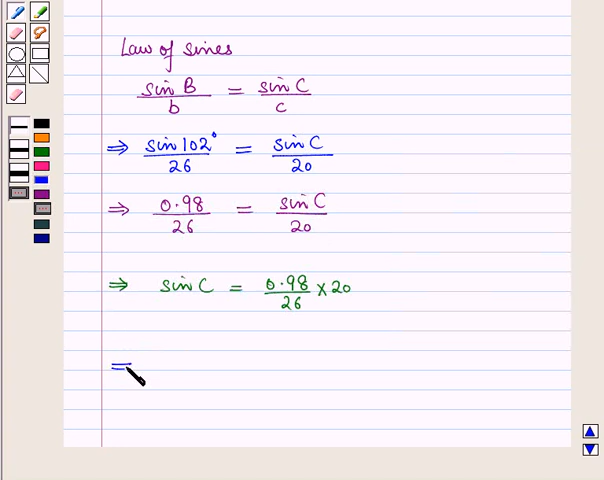 Law of sines
sin B / b = sin C / c
⇒ sin 102° / 26 = sin C / 20
⇒ 0.98 / 26 = sin C / 20
⇒ sin C = 0.98 / 26 × 20
=